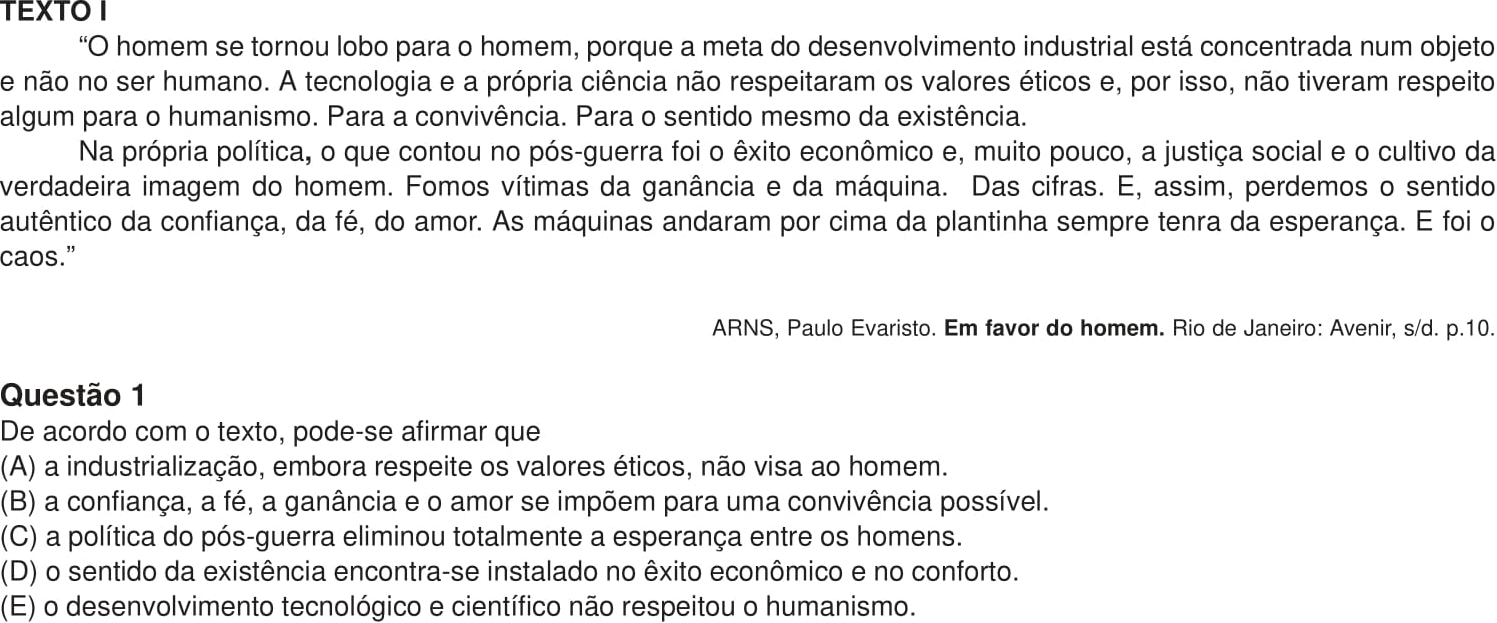 TEXTO I
“O homem se tornou lobo para o homem, porque a meta do desenvolvimento industrial está concentrada num objeto
e não no ser humano. A tecnologia e a própria ciência não respeitaram os valores éticos e, por isso, não tiveram respeito
algum para o humanismo. Para a convivência. Para o sentido mesmo da existência.
Na própria política, o que contou no pós-guerra foi o êxito econômico e, muito pouco, a justiça social e o cultivo da
verdadeira imagem do homem. Fomos vítimas da ganância e da máquina. Das cifras. E, assim, perdemos o sentido
autêntico da confiança, da fé, do amor. As máquinas andaram por cima da plantinha sempre tenra da esperança. E foi o
caos.”
ARNS, Paulo Evaristo. Em favor do homem. Rio de Janeiro: Avenir, s/d. p.10.
Questão 1
De acordo com o texto, pode-se afirmar que
(A) a industrialização, embora respeite os valores éticos, não visa ao homem.
(B) a confiança, a fé, a ganância e o amor se impõem para uma convivência possível.
(C) a política do pós-guerra eliminou totalmente a esperança entre os homens.
(D) o sentido da existência encontra-se instalado no êxito econômico e no conforto.
(E) o desenvolvimento tecnológico e científico não respeitou o humanismo.